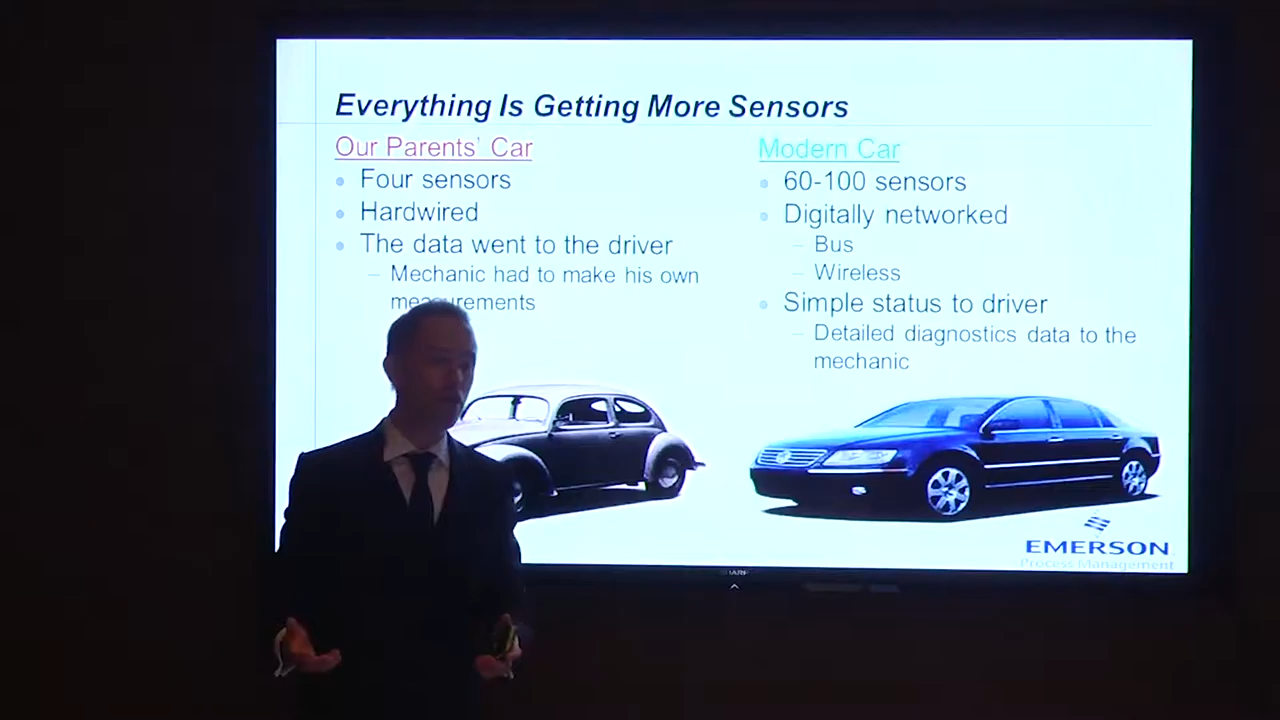 Everything Is Getting More Sensors
Our Parents' Car
Four sensors
Hardwired
The data went to the driver
Mechanic had to make his own
measurements
Modern Car
60-100 sensors
Digitally networked
Bus
Wireless
Simple status to driver
Detailed diagnostics data to the
mechanic
EMERSON
Process Management
SHARP